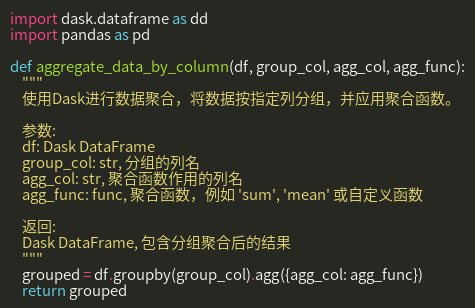 import dask.dataframe as dd
import pandas as pd

def aggregate_data_by_column(df, group_col, agg_col, agg_func):
    """
    使用Dask进行数据聚合，将数据按指定列分组，并应用聚合函数。

    参数:
    df: Dask DataFrame
    group_col: str, 分组的列名
    agg_col: str, 聚合函数作用的列名
    agg_func: func, 聚合函数，例如 'sum', 'mean' 或自定义函数

    返回:
    Dask DataFrame, 包含分组聚合后的结果
    """
    grouped = df.groupby(group_col).agg({agg_col: agg_func})
    return grouped